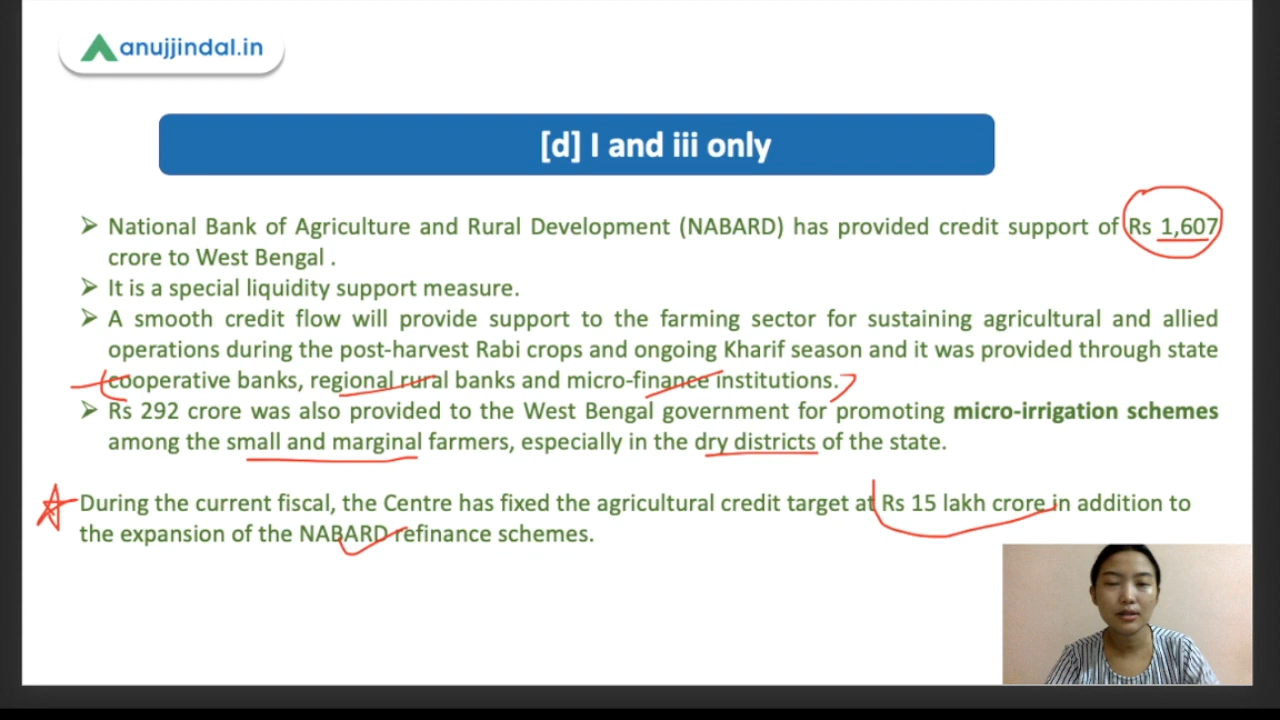 anujjindal.in
[d] I and iii only
➢ National Bank of Agriculture and Rural Development (NABARD) has provided credit support of Rs 1,607
crore to West Bengal .
➢ It is a special liquidity support measure.
➢ A smooth credit flow will provide support to the farming sector for sustaining agricultural and allied
operations during the post-harvest Rabi crops and ongoing Kharif season and it was provided through state
cooperative banks, regional rural banks and micro-finance institutions.
➢ Rs 292 crore was also provided to the West Bengal government for promoting micro-irrigation schemes
among the small and marginal farmers, especially in the dry districts of the state.
During the current fiscal, the Centre has fixed the agricultural credit target at Rs 15 lakh crore in addition to
the expansion of the NABARD refinance schemes.